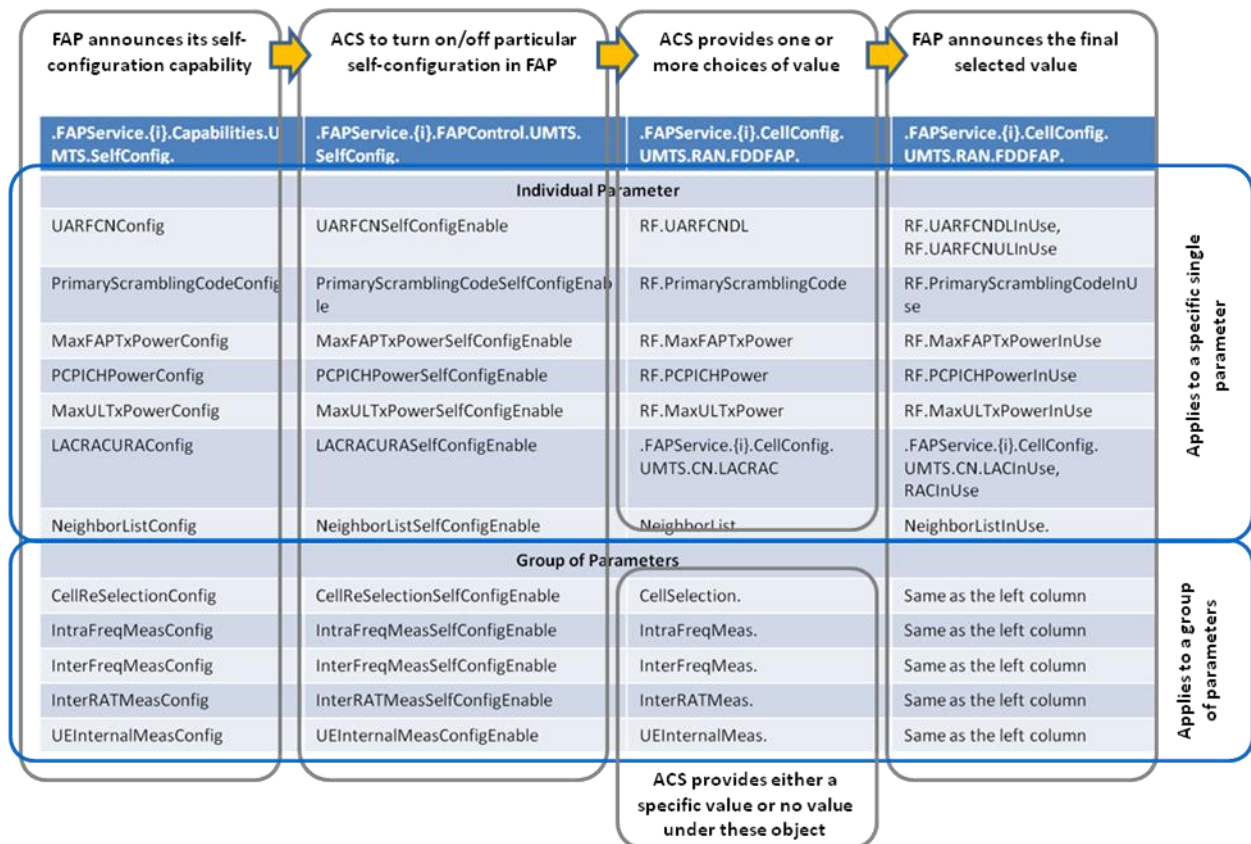 FAP announces its self-
configuration capability
ACS to turn on/off particular
self-configuration in FAP
ACS provides one or
more choices of value
FAP announces the final
selected value
.FAPService.{i}.Capabilities.U
MTS.SelfConfig.
.FAPService.{i}.FAPControl.UMTS.
SelfConfig.
.FAPService.{i}.CellConfig.
UMTS.RAN.FDDFAP.
.FAPService.{i}.CellConfig.
UMTS.RAN.FDDFAP.
Individual Parameter
UARFCNConfig
UARFCNSelfConfigEnable
RF.UARFCNDL
RF.UARFCNDLInUse,
RF.UARFCNULInUse
PrimaryScramblingCodeConfig
PrimaryScramblingCodeSelfConfigEnab
le
RF.PrimaryScramblingCode
RF.PrimaryScramblingCodeInU
se
MaxFAPTxPowerConfig
MaxFAPTxPowerSelfConfigEnable
RF.MaxFAPTxPower
RF.MaxFAPTxPowerInUse
PCPICHPowerConfig
PCPICHPowerSelfConfigEnable
RF.PCPICHPower
RF.PCPICHPowerInUse
MaxULTxPowerConfig
MaxULTxPowerSelfConfigEnable
RF.MaxULTxPower
RF.MaxULTxPowerInUse
LACRACURAConfig
LACRACURASelfConfigEnable
.FAPService.{i}.CellConfig.
UMTS.CN.LACRAC
.FAPService.{i}.CellConfig.
UMTS.CN.LACInUse,
RACInUse
NeighborListConfig
NeighborListSelfConfigEnable
NeighborList
NeighborListInUse.
Applies to a specific single
parameter
Group of Parameters
CellReSelectionConfig
CellReSelectionSelfConfigEnable
CellSelection.
Same as the left column
IntraFreqMeasConfig
IntraFreqMeasSelfConfigEnable
IntraFreqMeas.
Same as the left column
InterFreqMeasConfig
InterFreqMeasSelfConfigEnable
InterFreqMeas.
Same as the left column
InterRATMeasConfig
InterRATMeasSelfConfigEnable
InterRATMeas.
Same as the left column
UEInternalMeasConfig
UEInternalMeasConfigEnable
UEInternalMeas.
Same as the left column
Applies to a group
of parameters
ACS provides either a
specific value or no value
under these object